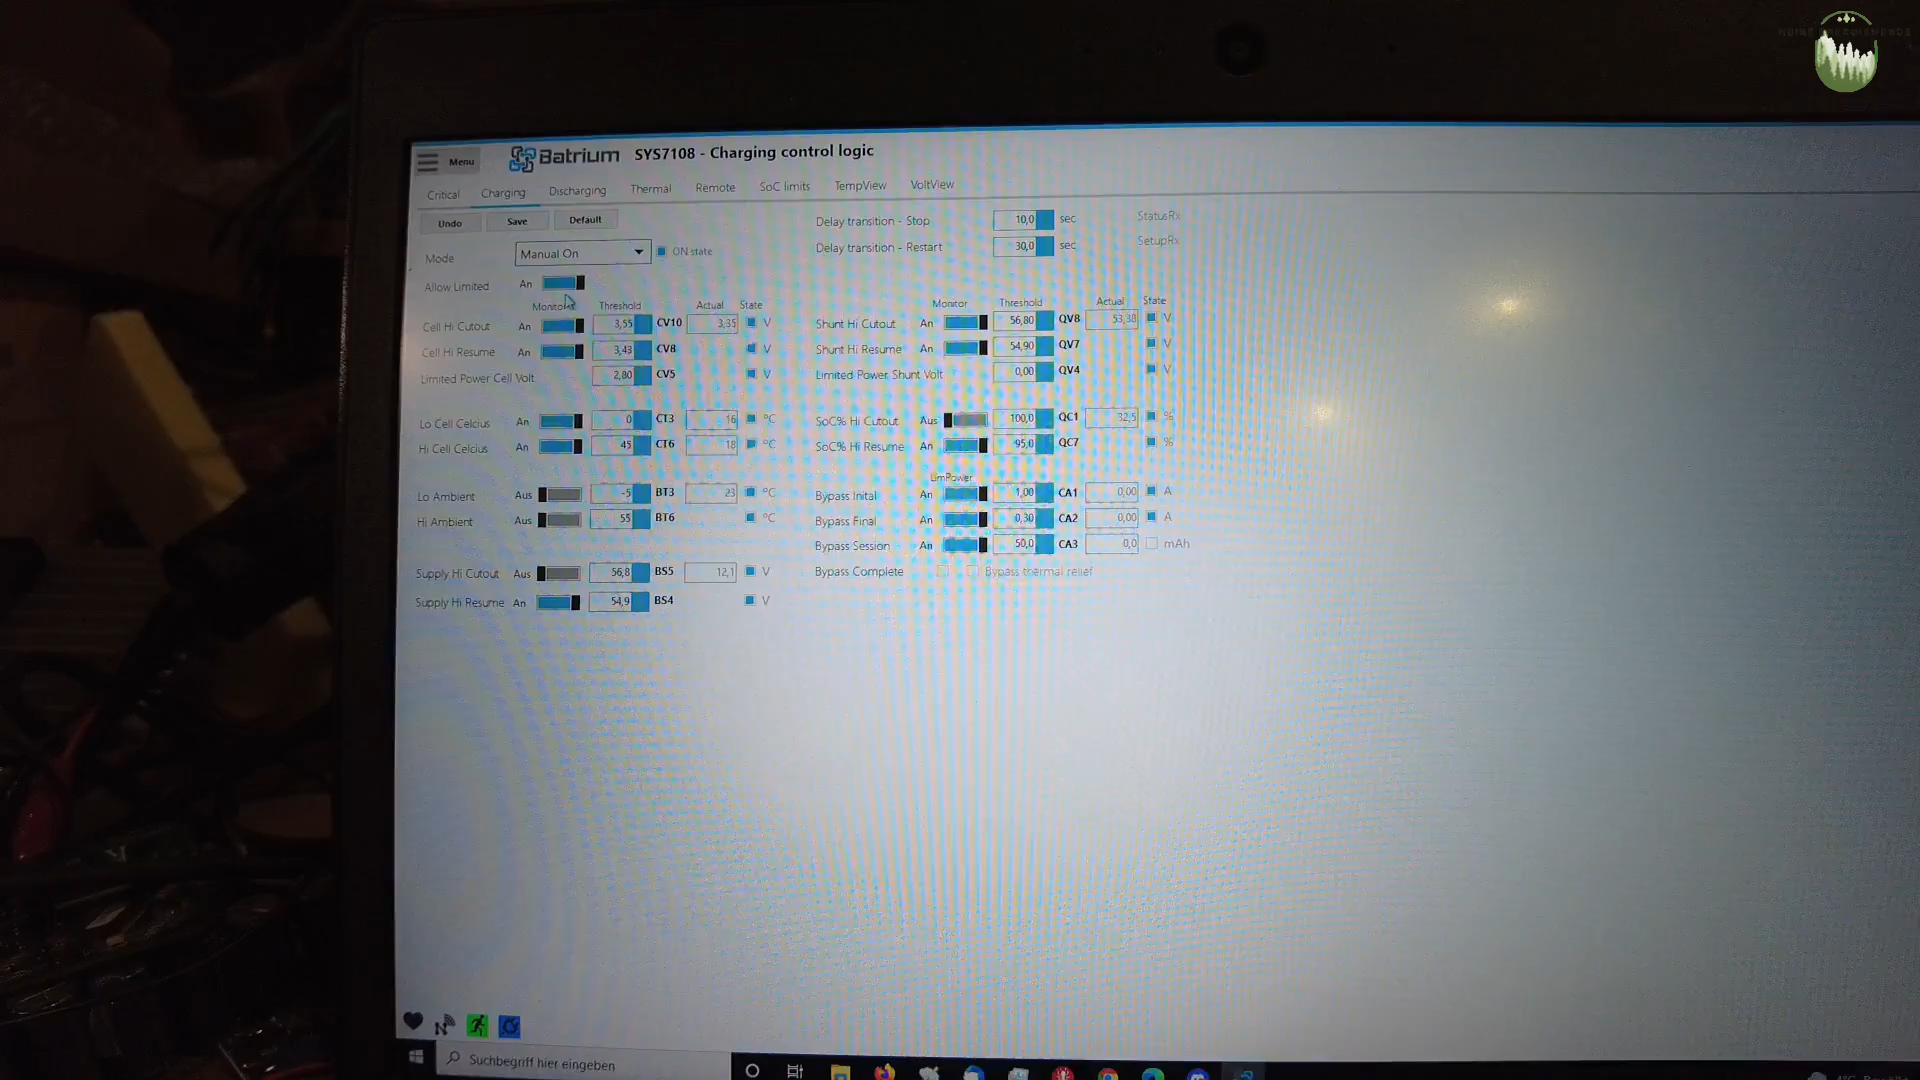 Menu
Batrium
SYS7108 - Charging control logic
Critical Charging Discharging Thermal Remote SoC limits TempView VoltView
Undo Save Default
Delay transition - Stop 10,0 sec StatusRx
Mode Manual On ON state
Delay transition - Restart 30,0 sec SetupRx
Allow Limited An
Monitor Threshold Actual State
Cell Hi Cutout An 3,55 CV10 3,35 V
Cell Hi Resume An 3,43 CV8 V
Limited Power Cell Volt 2,80 CV5 V
Lo Cell Celcius An 0 CT3 16 °C
Hi Cell Celcius An 45 CT6 18 °C
Lo Ambient Aus -5 BT3 23 °C
Hi Ambient Aus 55 BT6 °C
Supply Hi Cutout Aus 56,8 BS5 12,1 V
Supply Hi Resume An 54,9 BS4 V
Monitor Threshold Actual State
Shunt Hi Cutout An 56,80 QV8 53,38 V
Shunt Hi Resume An 54,90 QV7 V
Limited Power Shunt Volt 0,00 QV4 V
SoC% Hi Cutout Aus 100,0 QC1 32,5 %
SoC% Hi Resume An 95,0 QC7 %
LimPower
Bypass Inital An 1,00 CA1 0,00 A
Bypass Final An 0,30 CA2 0,00 A
Bypass Session An 50,0 CA3 0,0 mAh
Bypass Complete Bypass thermal relief
Suchbegriff hier eingeben